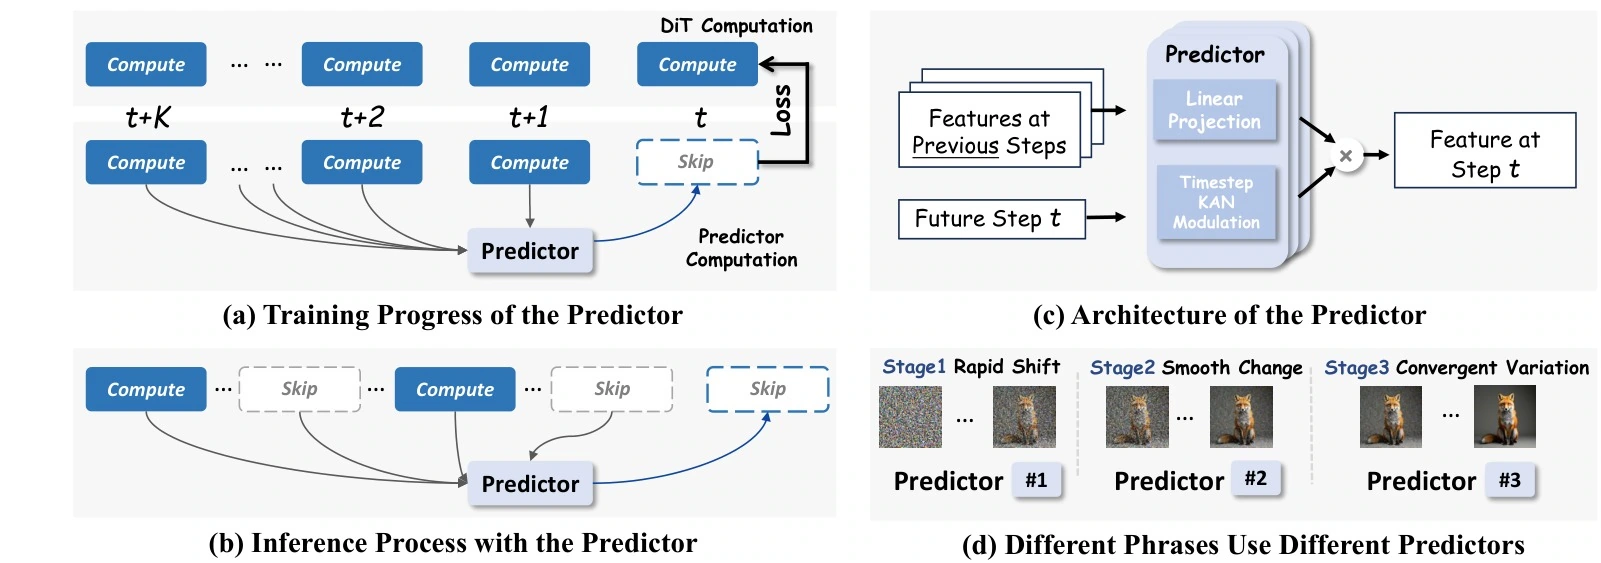 DiT Computation
Compute ... ... Compute Compute Compute
t+K t+2 t+1 t
Loss
Compute ... ... Compute Compute Skip
Predictor
Predictor
Computation
(a) Training Progress of the Predictor
Compute ... Skip ... Compute ... Skip Skip
Predictor
(b) Inference Process with the Predictor
Predictor
Features at
Previous Steps
Linear
Projection
Timestep
KAN
Modulation
Future Step t
×
Feature at
Step t
(c) Architecture of the Predictor
Stage1 Rapid Shift
Stage2 Smooth Change
Stage3 Convergent Variation
... ... ...
Predictor #1
Predictor #2
Predictor #3
(d) Different Phrases Use Different Predictors